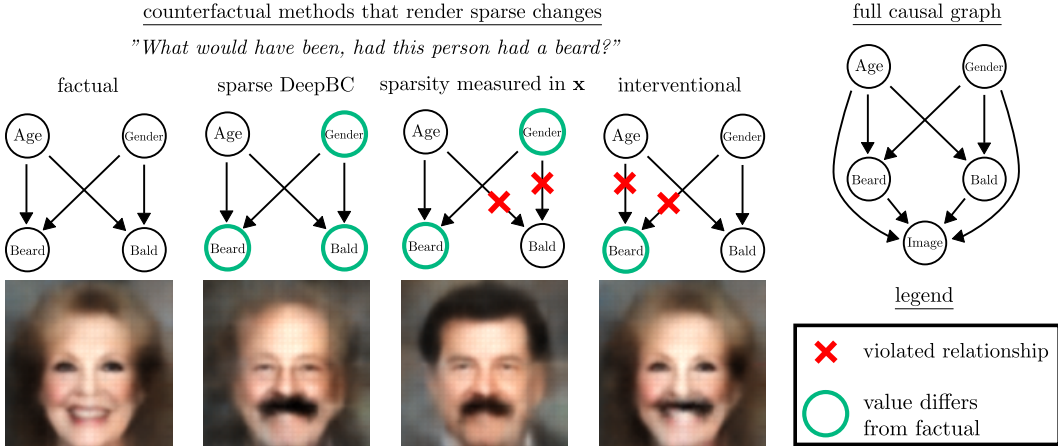 counterfactual methods that render sparse changes
"What would have been, had this person had a beard?"
factual
sparse DeepBC
sparsity measured in x
interventional
Age
Gender
Beard
Bald
Age
Gender
Beard
Bald
Age
Gender
Beard
Bald
Age
Gender
Beard
Bald
full causal graph
Age
Gender
Beard
Bald
Image
legend
violated relationship
value differs
from factual